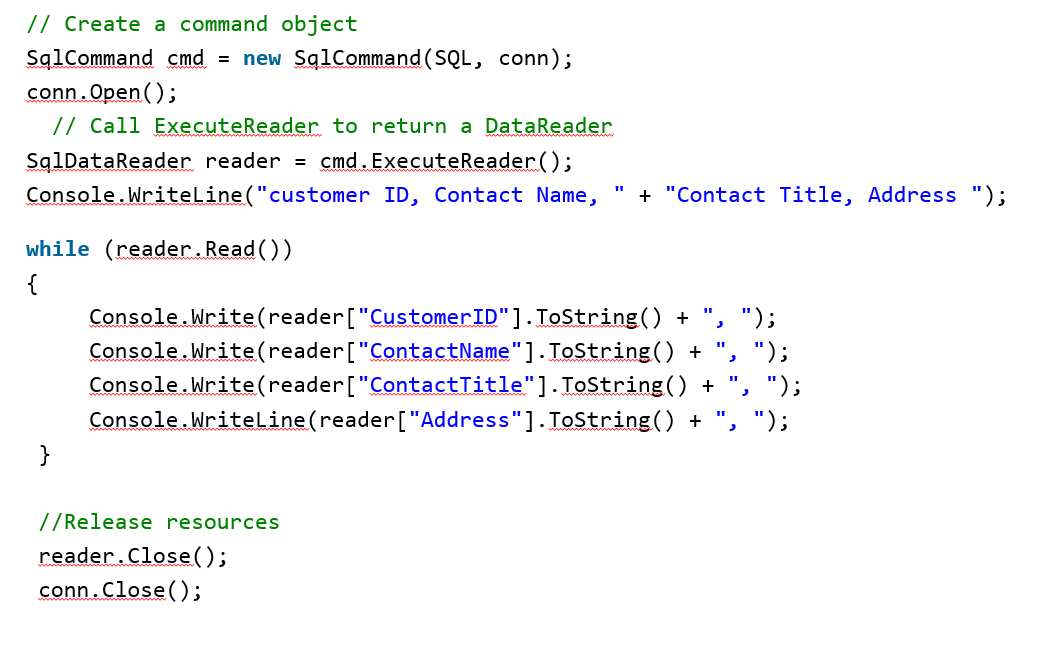 // Create a command object
SqlCommand cmd = new SqlCommand(SQL, conn);
conn.Open();
// Call ExecuteReader to return a DataReader
SqlDataReader reader = cmd.ExecuteReader();
Console.WriteLine("customer ID, Contact Name, " + "Contact Title, Address ");
while (reader.Read())
{
Console.Write(reader["CustomerID"].ToString() + ", ");
Console.Write(reader["ContactName"].ToString() + ", ");
Console.Write(reader["ContactTitle"].ToString() + ", ");
Console.WriteLine(reader["Address"].ToString() + ", ");
}
//Release resources
reader.Close();
conn.Close();